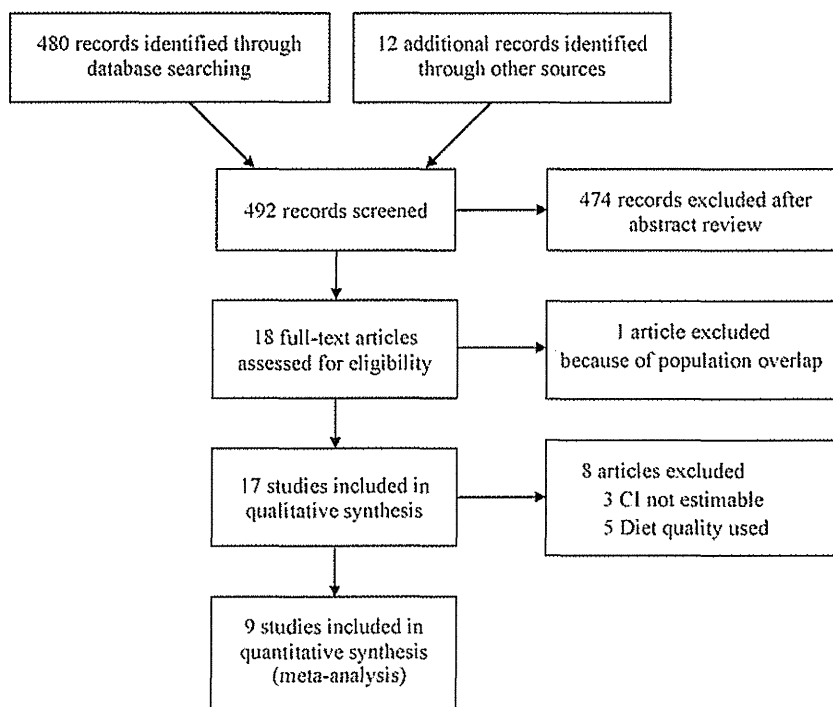 480 records identified through
database searching
12 additional records identified
through other sources
492 records screened
474 records excluded after
abstract review
18 full-text articles
assessed for eligibility
1 article excluded
because of population overlap
17 studies included in
qualitative synthesis
8 articles excluded
3 CI not estimable
5 Diet quality used
9 studies included in
quantitative synthesis
(meta-analysis)